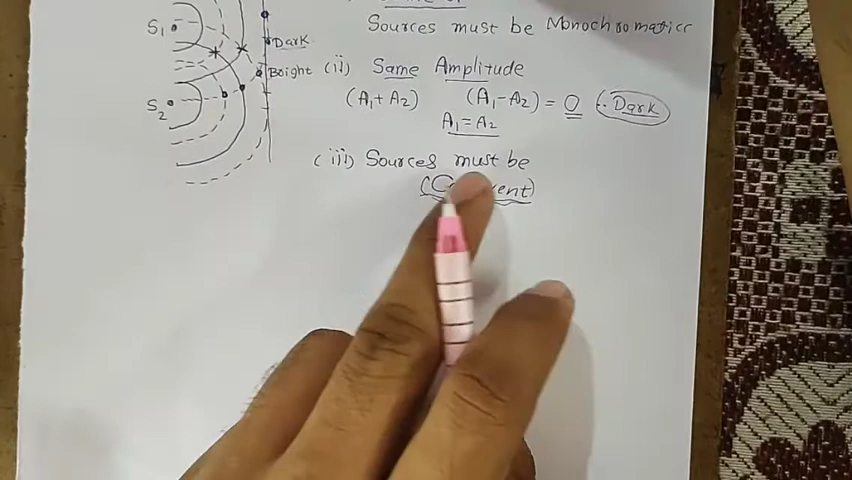 Sources must be Monochromatic
S1
Dark
Boight (ii) Same Amplitude
S2
(A1+A2) (A1-A2) = 0 ∴ Dark
A1=A2
(iii) Sources must be